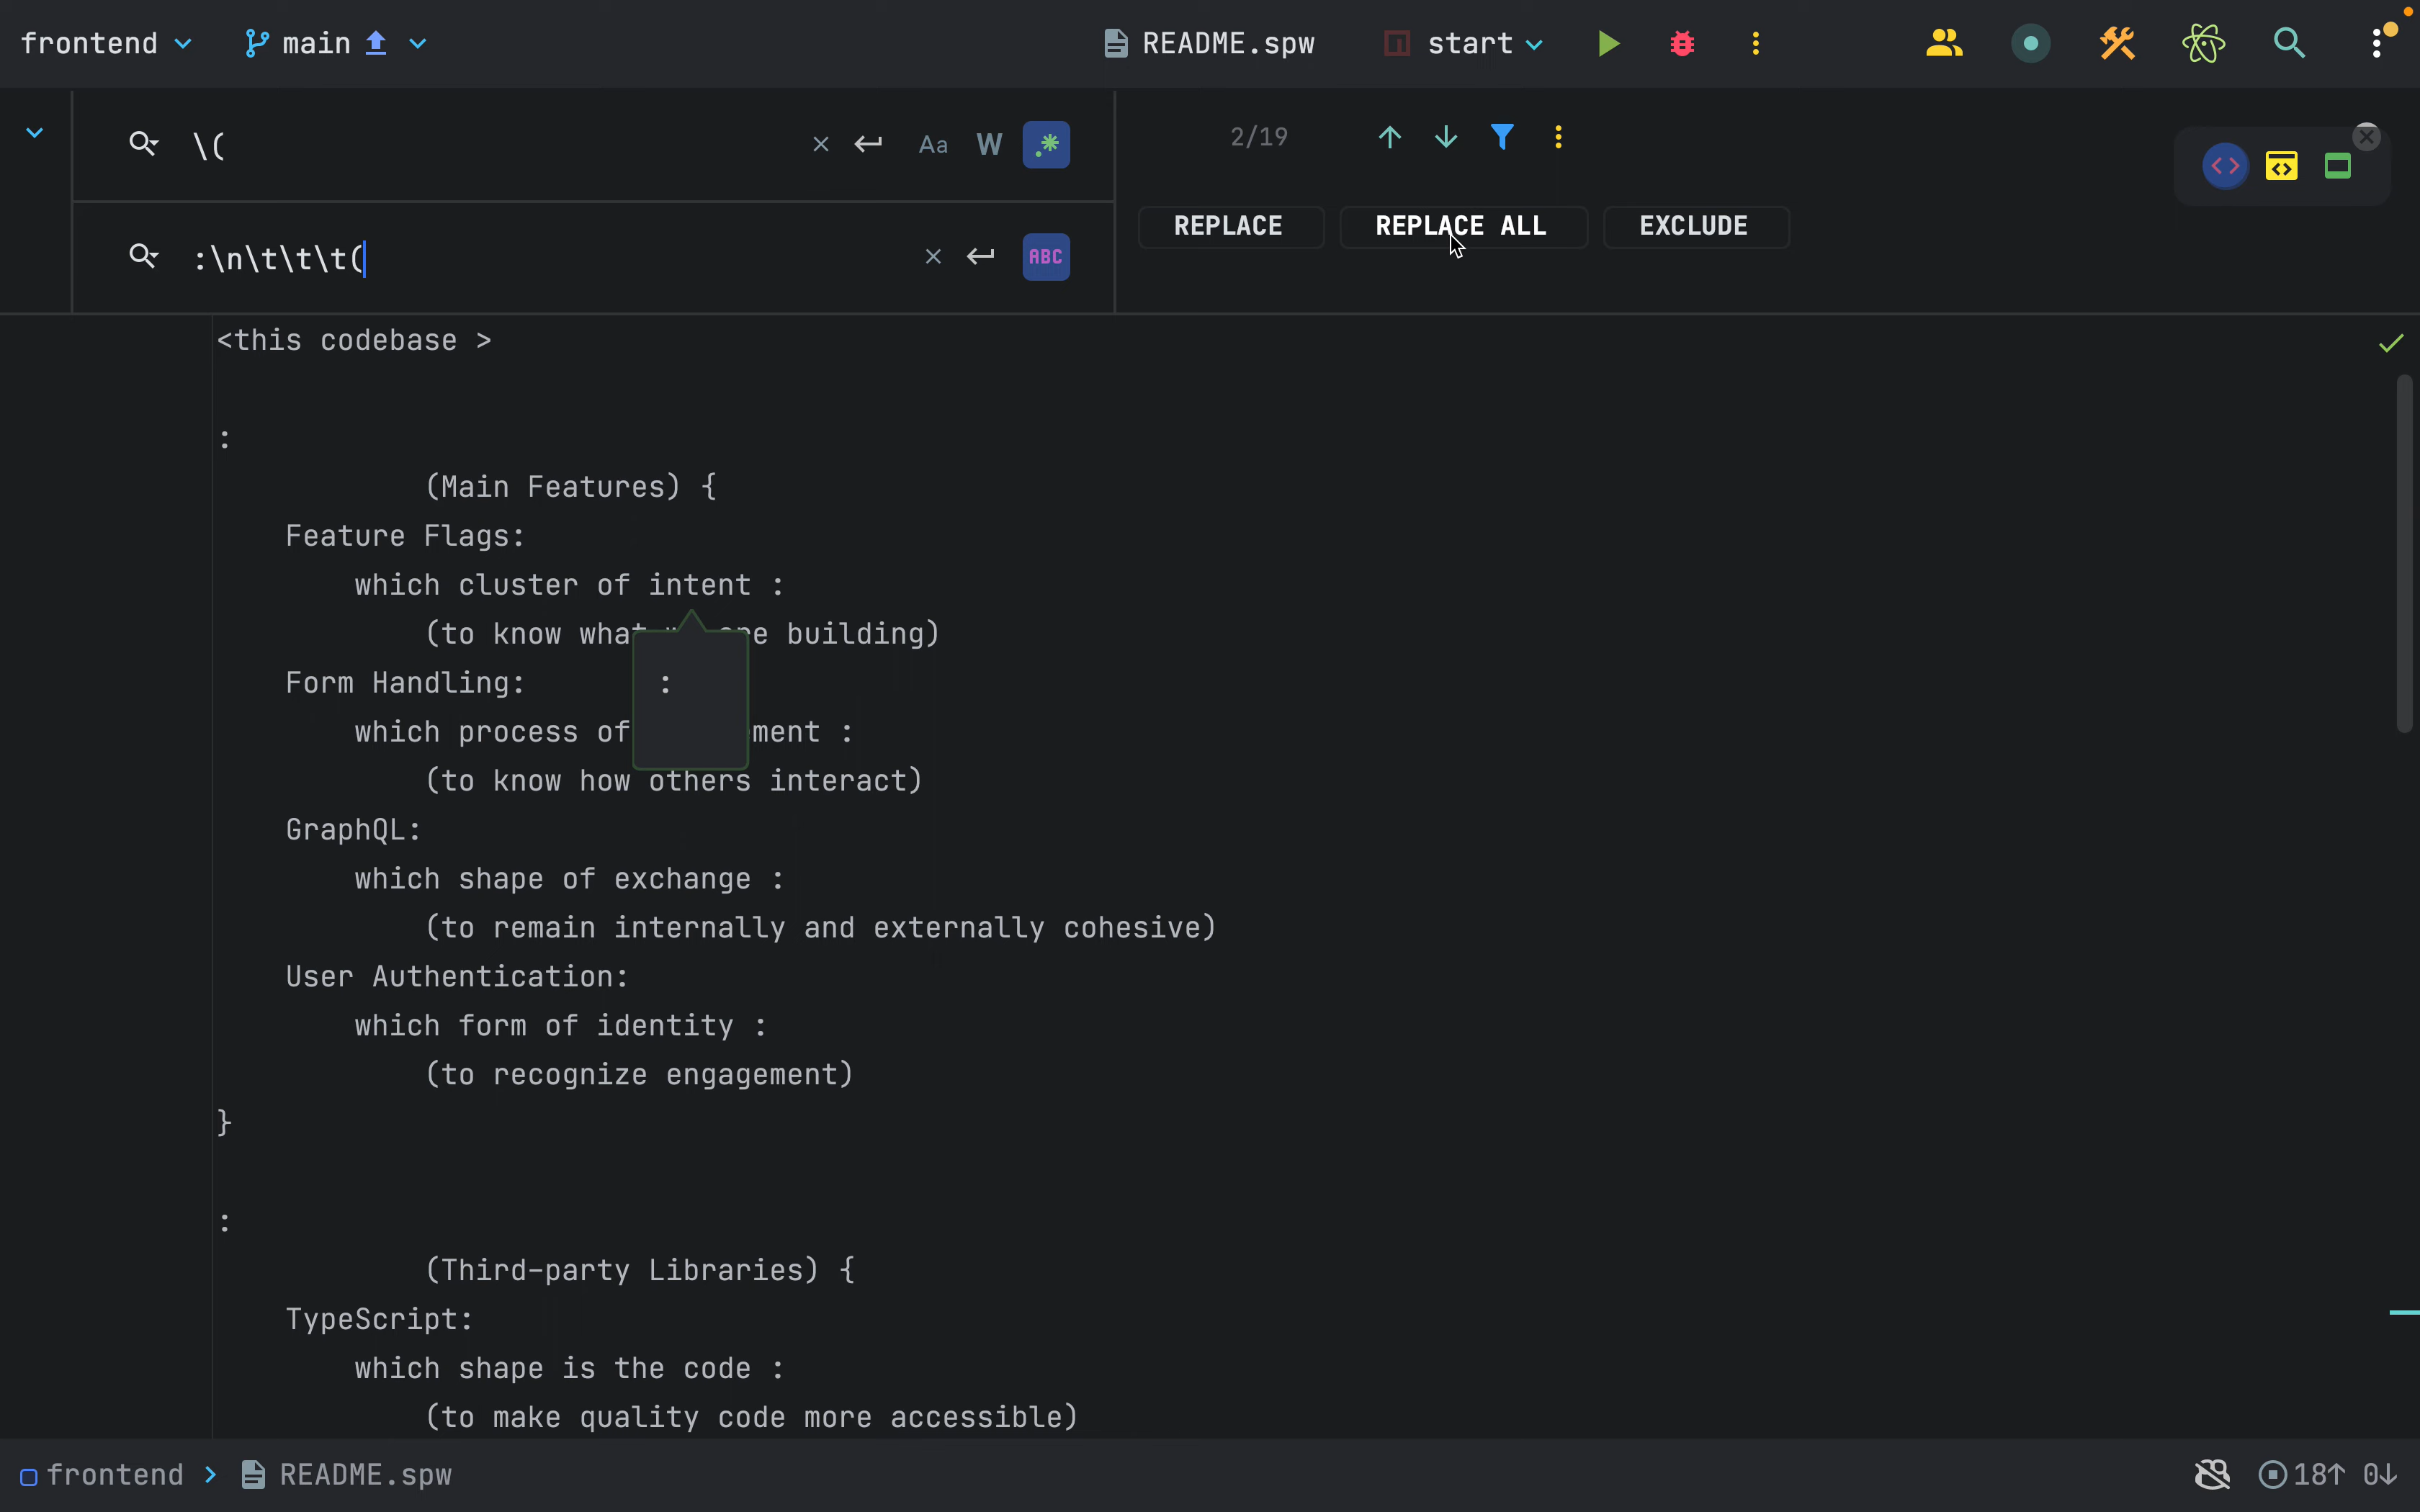 frontend main README.spw start
\( Aa W .* 2/19
REPLACE REPLACE ALL EXCLUDE
:\n\t\t\t( ABC
<this codebase >
:
(Main Features) {
Feature Flags:
which cluster of intent :
(to know what are building)
:
Form Handling:
which process of ment :
(to know how others interact)
GraphQL:
which shape of exchange :
(to remain internally and externally cohesive)
User Authentication:
which form of identity :
(to recognize engagement)
}
:
(Third-party Libraries) {
TypeScript:
which shape is the code :
(to make quality code more accessible)
frontend > README.spw 18↑ 0↓